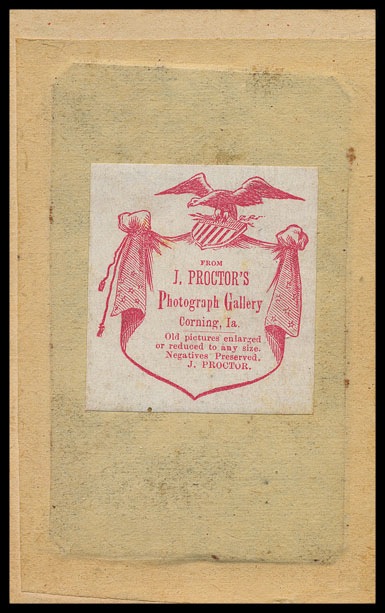 FROM
J. PROCTOR'S
Photograph Gallery
Corning, Ia.
Old pictures enlarged
or reduced to any size.
Negatives Preserved.
J. PROCTOR.